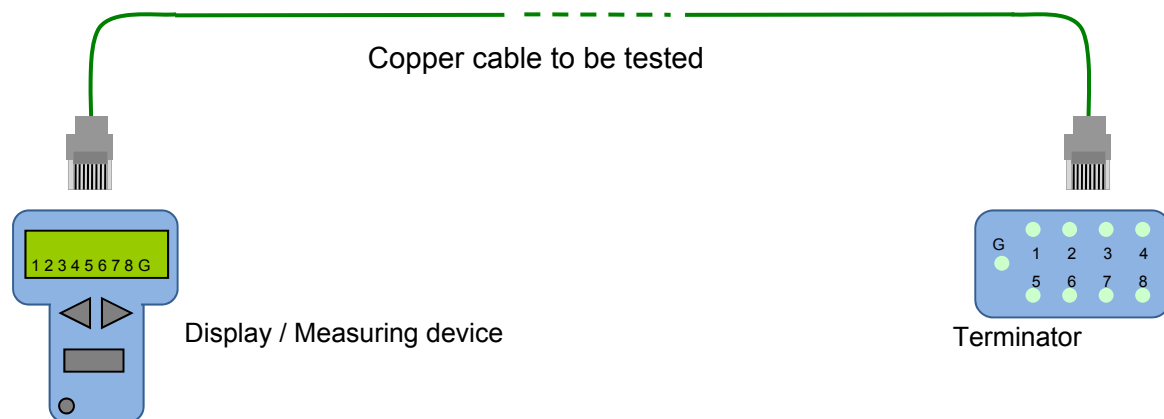 Copper cable to be tested
1 2 3 4 5 6 7 8 G
Display / Measuring device
G
1 2 3 4
5 6 7 8
Terminator